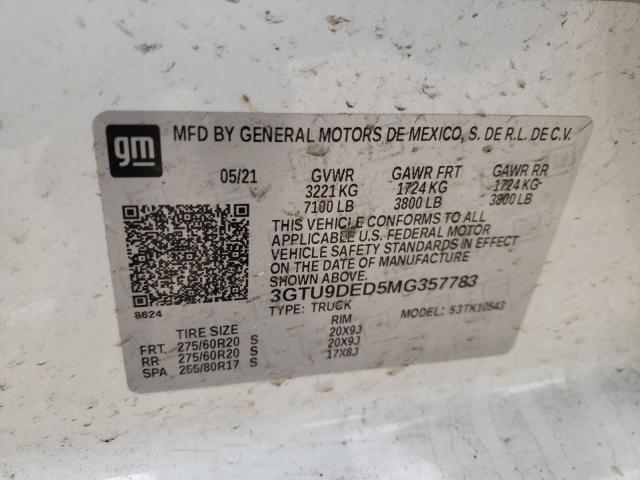 gm MFD BY GENERAL MOTORS DE MEXICO, S. DE R.L. DE C.V.
05/21 GVWR GAWR FRT GAWR RR
3221 KG 1724 KG 1724 KG
7100 LB 3800 LB 3800 LB
THIS VEHICLE CONFORMS TO ALL
APPLICABLE U.S. FEDERAL MOTOR
VEHICLE SAFETY STANDARDS IN EFFECT
ON THE DATE OF MANUFACTURE
SHOWN ABOVE.
3GTU9DED5MG357783
8624 TYPE: TRUCK MODEL: 53TK10543
TIRE SIZE RIM
FRT. 275/60R20 S 20X9J
RR 275/60R20 S 20X9J
SPA 255/80R17 S 17X8J